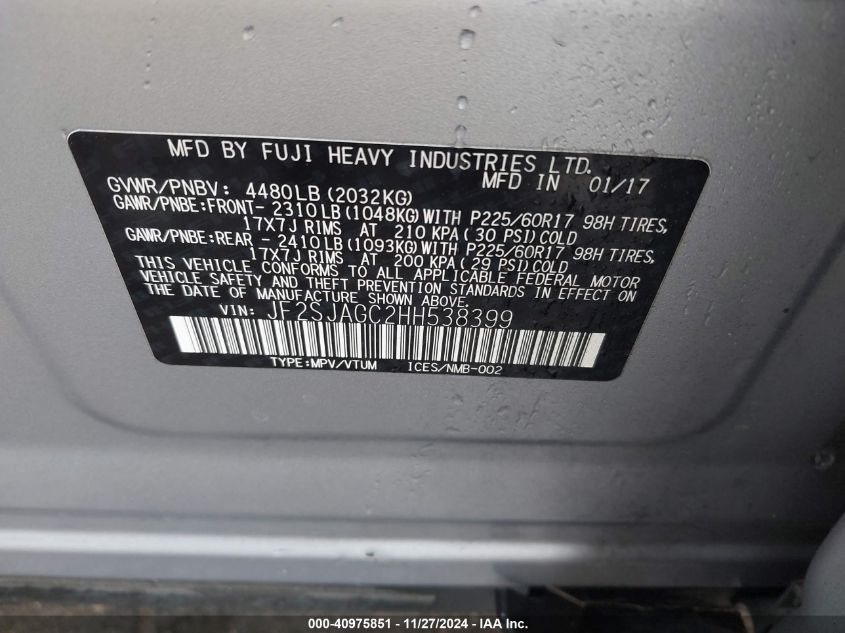 MFD BY FUJI HEAVY INDUSTRIES LTD.
GVWR/PNBV: 4480LB(2032KG) MFD IN 01/17
GAWR/PNBE:FRONT- 2310LB(1048KG)WITH P225/60R17 98H TIRES,
17X7J RIMS AT 210 KPA(30 PSI)COLD
GAWR/PNBE:REAR - 2410LB(1093KG)WITH P225/60R17 98H TIRES,
17X7J RIMS AT 200 KPA(29 PSI)COLD
THIS VEHICLE CONFORMS TO ALL APPLICABLE FEDERAL MOTOR
VEHICLE SAFETY AND THEFT PREVENTION STANDARDS IN EFFECT ON
THE DATE OF MANUFACTURE SHOWN ABOVE.
VIN: JF2SJAGC2HH538399
TYPE:MPV/VTUM ICES/NMB-002
000-40975851 - 11/27/2024 - IAA Inc.